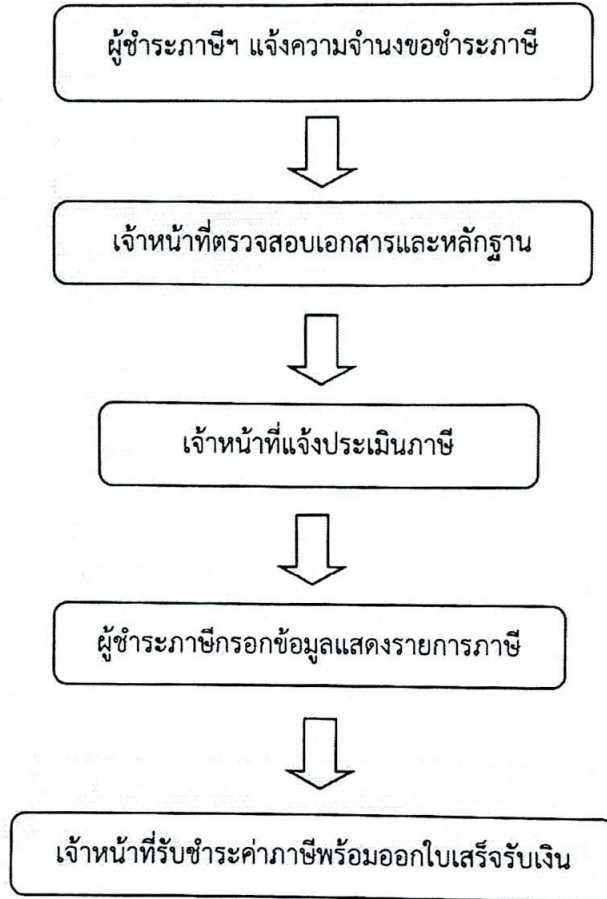 ผู้ชำระภาษีฯ แจ้งความจำนงขอชำระภาษี
เจ้าหน้าที่ตรวจสอบเอกสารและหลักฐาน
เจ้าหน้าที่แจ้งประเมินภาษี
ผู้ชำระภาษีกรอกข้อมูลแสดงรายการภาษี
เจ้าหน้าที่รับชำระค่าภาษีพร้อมออกใบเสร็จรับเงิน